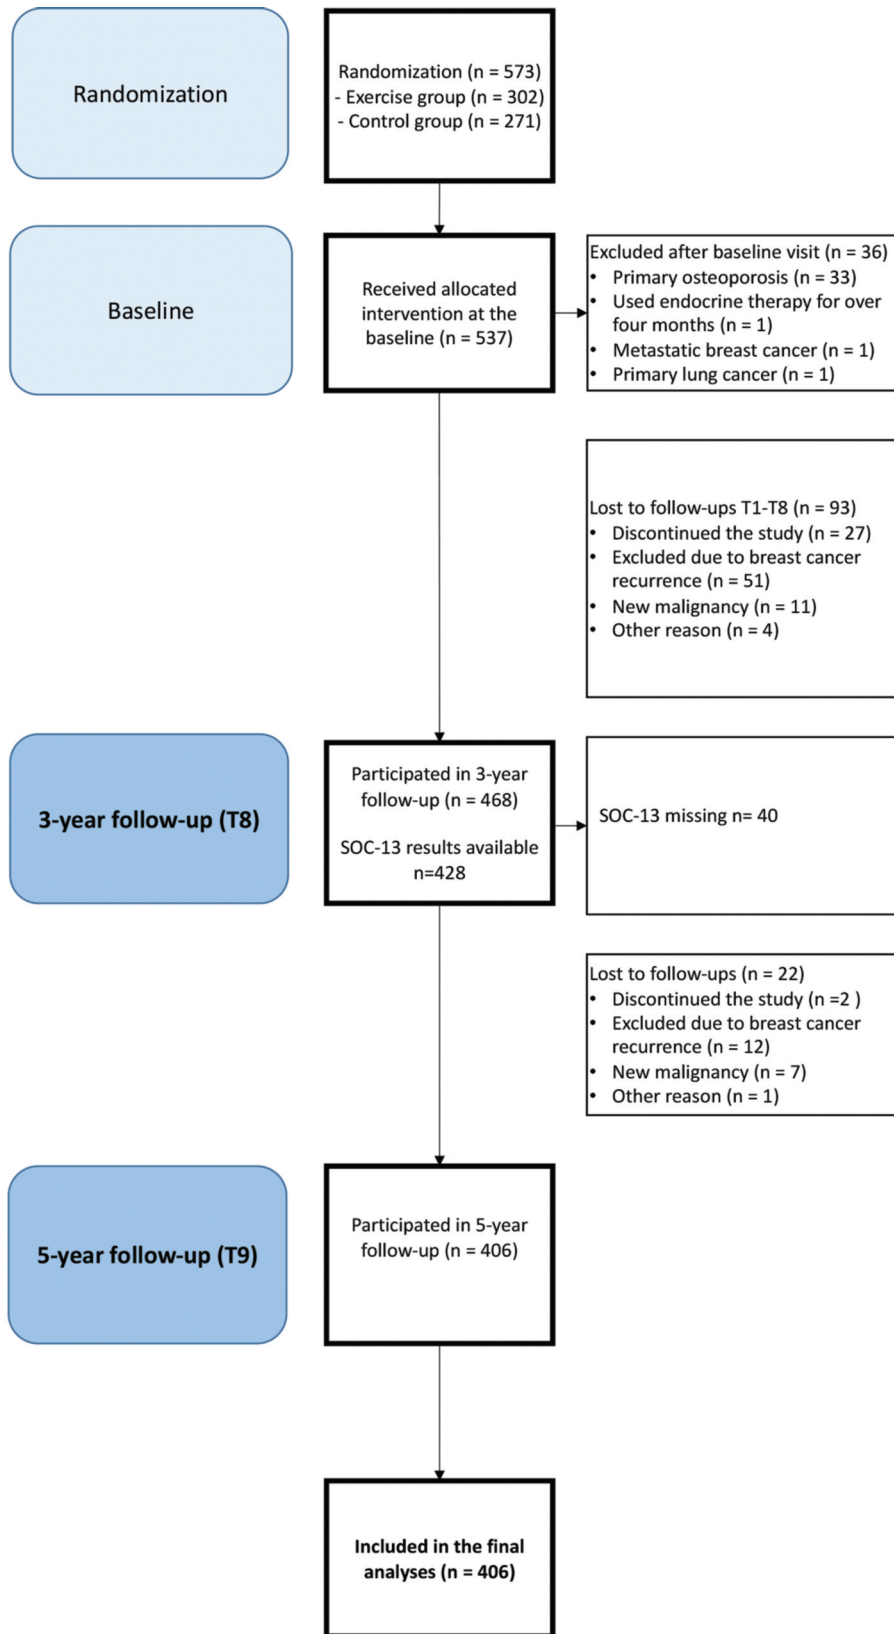 Randomization
Randomization (n = 573)
- Exercise group (n = 302)
- Control group (n = 271)
Baseline
Received allocated
intervention at the
baseline (n = 537)
Excluded after baseline visit (n = 36)
• Primary osteoporosis (n = 33)
• Used endocrine therapy for over
four months (n = 1)
• Metastatic breast cancer (n = 1)
• Primary lung cancer (n = 1)
Lost to follow-ups T1-T8 (n = 93)
• Discontinued the study (n = 27)
• Excluded due to breast cancer
recurrence (n = 51)
• New malignancy (n = 11)
• Other reason (n = 4)
3-year follow-up (T8)
Participated in 3-year
follow-up (n = 468)
SOC-13 results available
n=428
SOC-13 missing n= 40
Lost to follow-ups (n = 22)
• Discontinued the study (n =2 )
• Excluded due to breast cancer
recurrence (n = 12)
• New malignancy (n = 7)
• Other reason (n = 1)
5-year follow-up (T9)
Participated in 5-year
follow-up (n = 406)
Included in the final
analyses (n = 406)